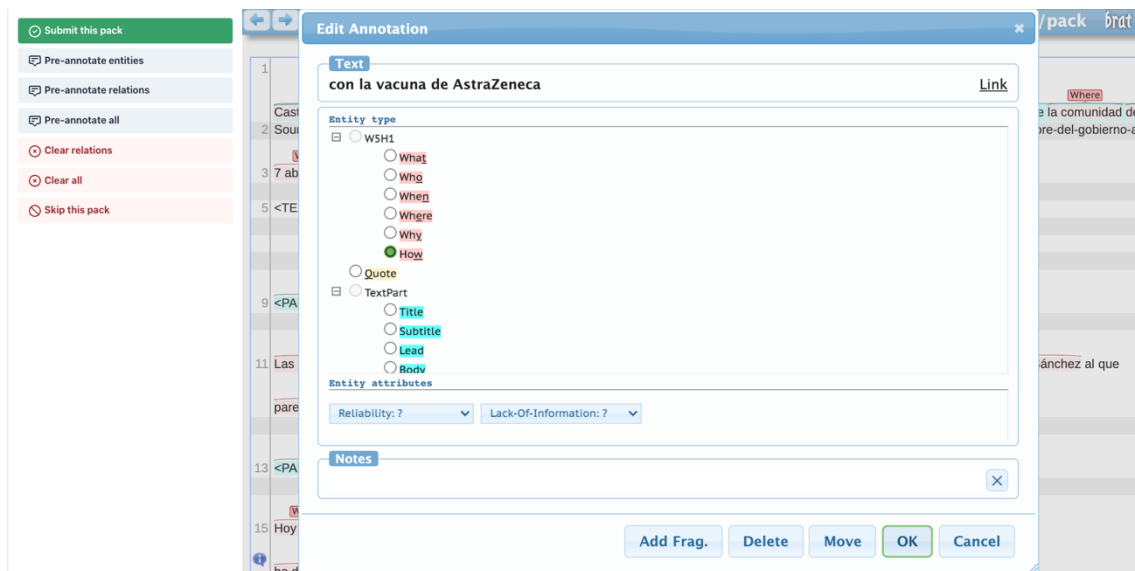 Submit this pack
Pre-annotate entities
Pre-annotate relations
Pre-annotate all
Clear relations
Clear all
Skip this pack
/pack brat
Edit Annotation
Text
con la vacuna de AstraZeneca
Link
Entity type
W5H1
What
Who
When
Where
Why
How
Quote
TextPart
Title
Subtitle
Lead
Body
Entity attributes
Reliability: ?
Lack-Of-Information: ?
Notes
Add Frag.
Delete
Move
OK
Cancel
1
Where
Cast
e la comunidad de
2 Sour
ore-del-gobierno-a
3 7 ab
5 <TE
9 <PA
11 Las
ánchez al que
pare
13 <PA
15 Hoy